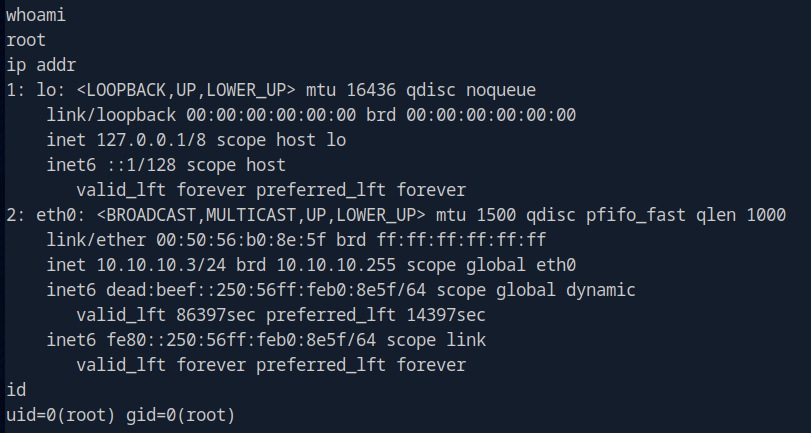 whoami
root
ip addr
1: lo: <LOOPBACK,UP,LOWER_UP> mtu 16436 qdisc noqueue
    link/loopback 00:00:00:00:00:00 brd 00:00:00:00:00:00
    inet 127.0.0.1/8 scope host lo
    inet6 ::1/128 scope host
       valid_lft forever preferred_lft forever
2: eth0: <BROADCAST,MULTICAST,UP,LOWER_UP> mtu 1500 qdisc pfifo_fast qlen 1000
    link/ether 00:50:56:b0:8e:5f brd ff:ff:ff:ff:ff:ff
    inet 10.10.10.3/24 brd 10.10.10.255 scope global eth0
    inet6 dead:beef::250:56ff:feb0:8e5f/64 scope global dynamic
       valid_lft 86397sec preferred_lft 14397sec
    inet6 fe80::250:56ff:feb0:8e5f/64 scope link
       valid_lft forever preferred_lft forever
id
uid=0(root) gid=0(root)